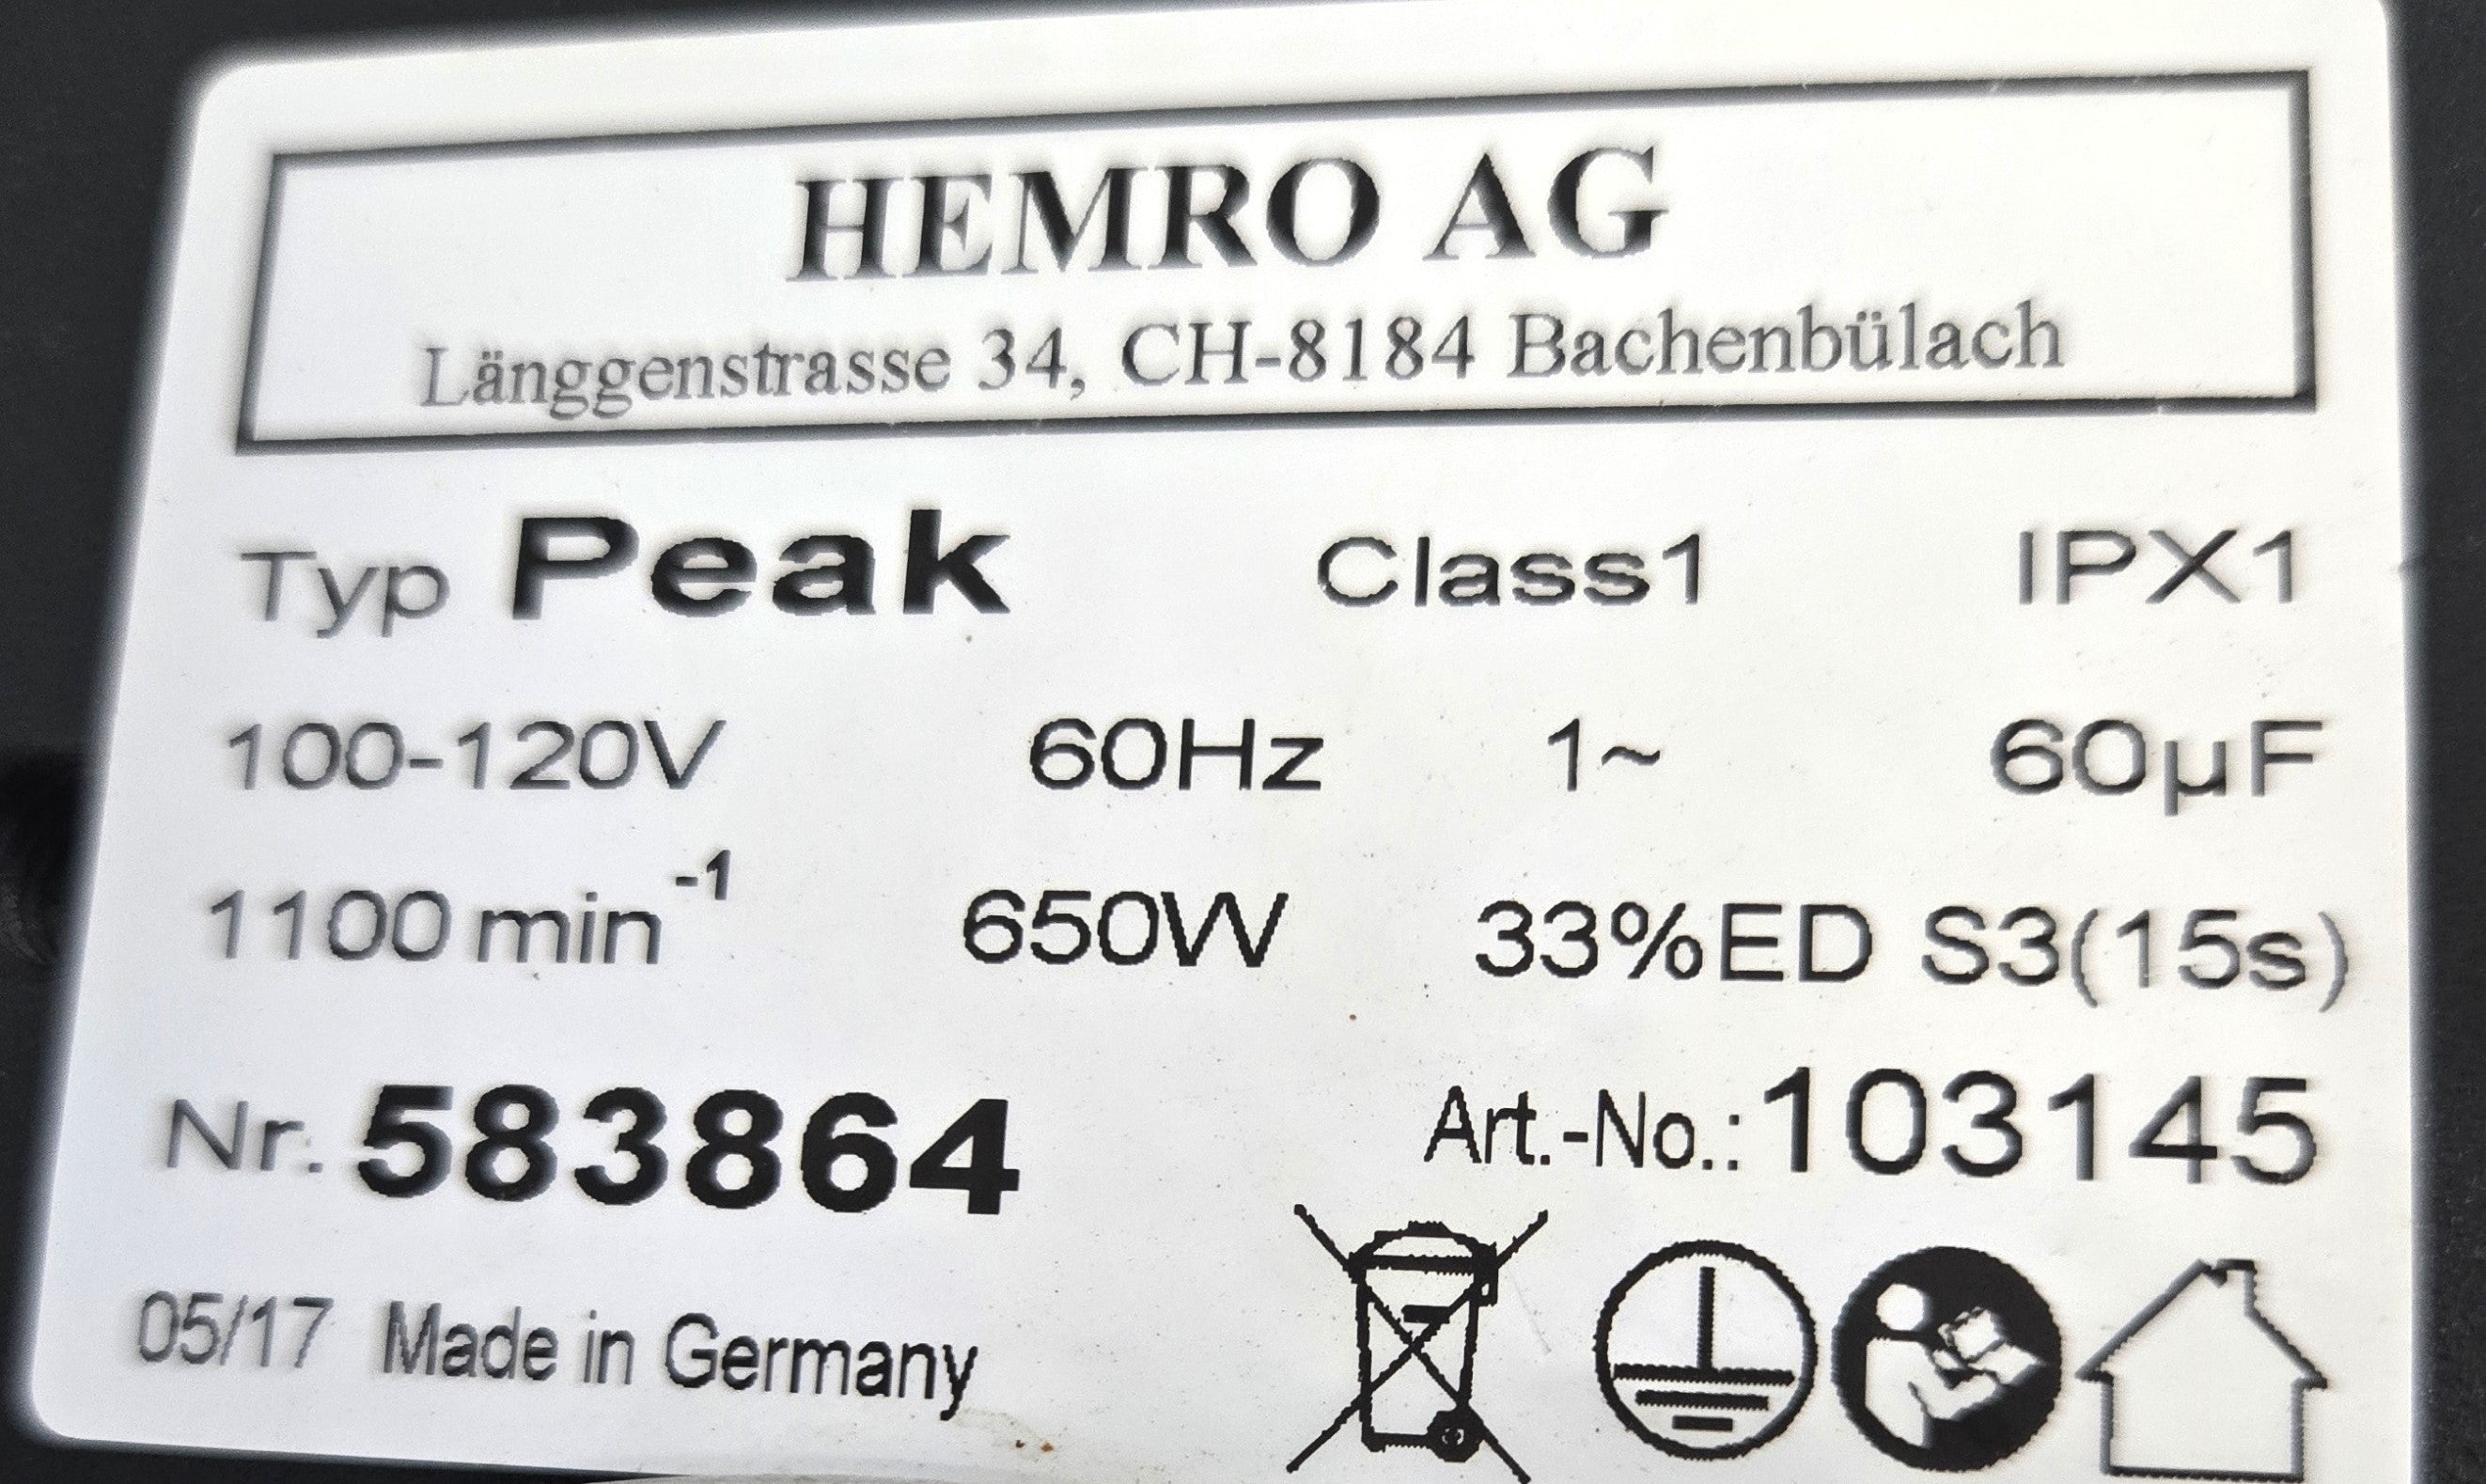 HEMRO AG
Länggenstrasse 34, CH-8184 Bachenbülach
Typ Peak Class1 IPX1
100-120V 60Hz 1~ 60µF
1100 min⁻¹ 650W 33%ED S3(15s)
Nr. 583864 Art.-No.: 103145
05/17 Made in Germany